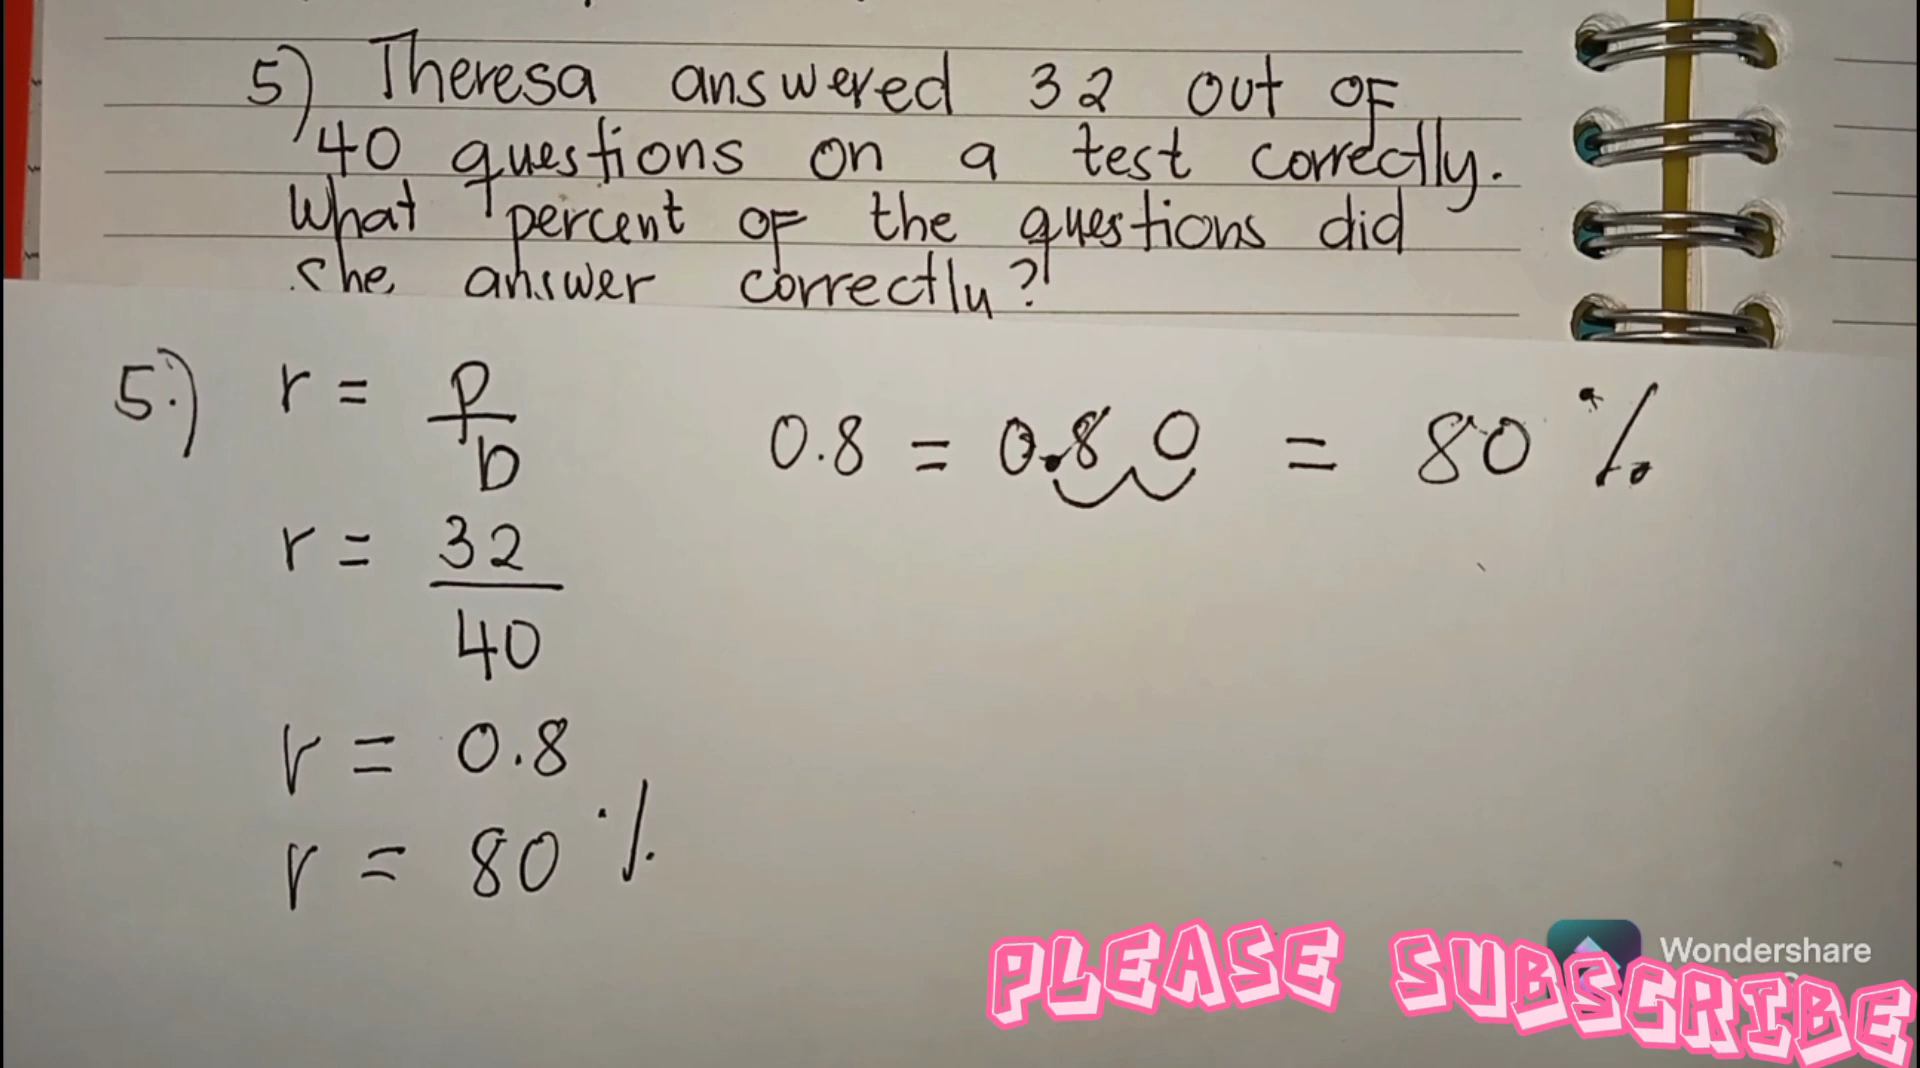 5) Theresa answered 32 out of
40 questions on a test correctly.
What percent of the questions did
she answer correctly?
5.) r = p/b
0.8 = 0.80 = 80 %
r = 32/40
r = 0.8
r = 80 %
Wondershare
PLEASE SUBSCRIBE